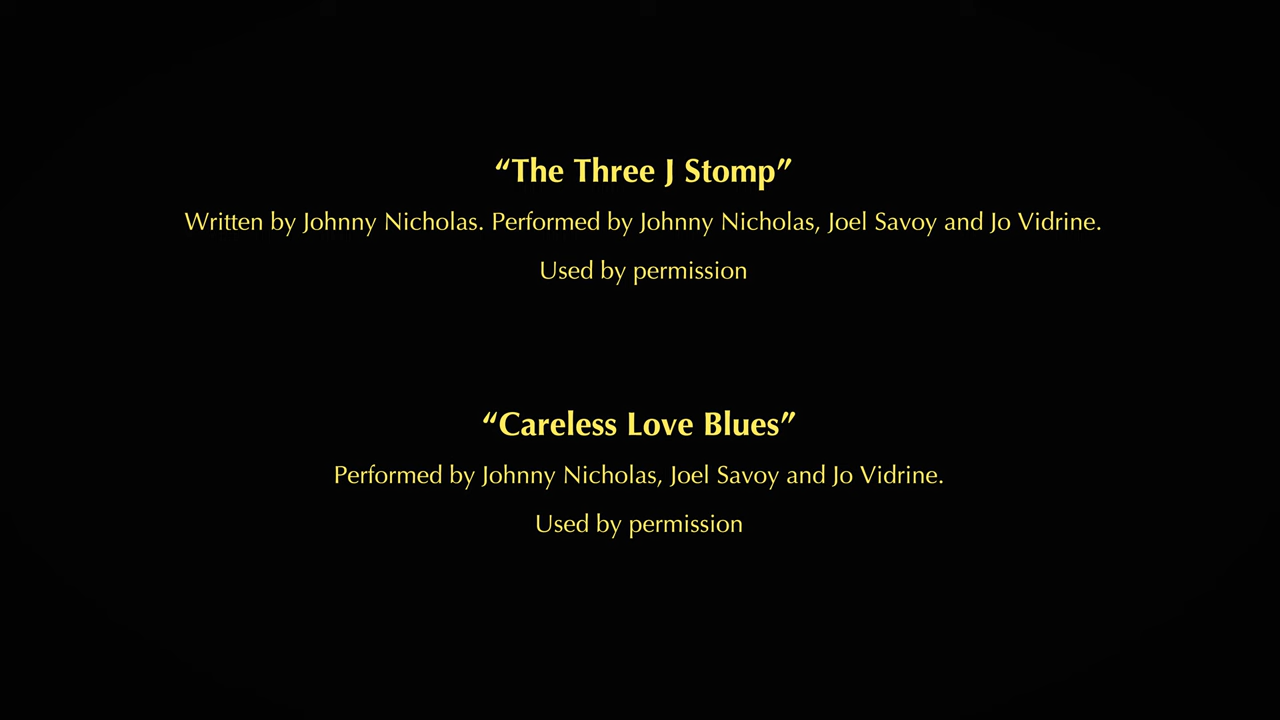 “The Three J Stomp”
Written by Johnny Nicholas. Performed by Johnny Nicholas, Joel Savoy and Jo Vidrine.
Used by permission
“Careless Love Blues”
Performed by Johnny Nicholas, Joel Savoy and Jo Vidrine.
Used by permission